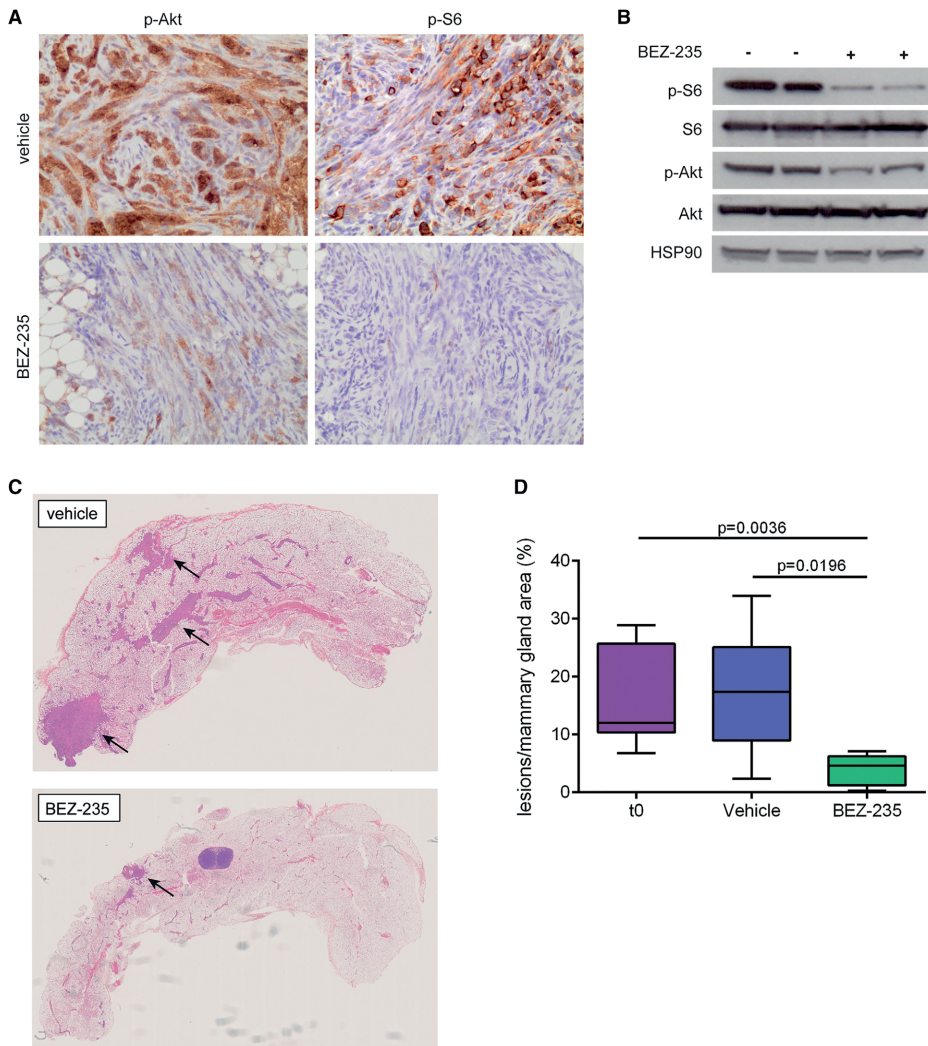 A
p-Akt
p-S6
vehicle
BEZ-235
B
BEZ-235 - - + +
p-S6
S6
p-Akt
Akt
HSP90
C
vehicle
BEZ-235
D
p=0.0036
p=0.0196
lesions/mammary gland area (%)
40
30
20
10
0
t0 Vehicle BEZ-235